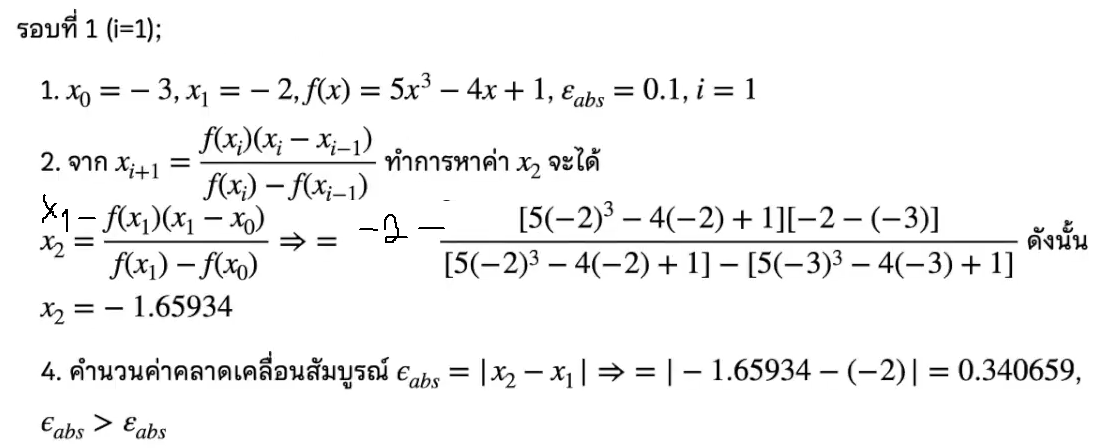 รอบที่ 1 (i=1);
1. x₀ = − 3, x₁ = − 2, f(x) = 5x³ − 4x + 1, ε_abs = 0.1, i = 1
2. จาก x_{i+1} = f(x_i)(x_i − x_{i−1}) / f(x_i) − f(x_{i−1}) ทำการหาค่า x₂ จะได้
x₂ = x₁ − f(x₁)(x₁ − x₀) / f(x₁) − f(x₀) ⇒ = −2 − [5(−2)³ − 4(−2) + 1][−2 − (−3)] / [5(−2)³ − 4(−2) + 1] − [5(−3)³ − 4(−3) + 1] ดังนั้น
x₂ = − 1.65934
4. คำนวนค่าคลาดเคลื่อนสัมบูรณ์ ϵ_abs = | x₂ − x₁ | ⇒ = | − 1.65934 − (−2) | = 0.340659,
ϵ_abs > ε_abs